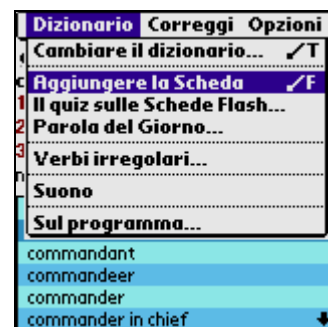 Dizionario Correggi Opzioni
Cambiare il dizionario... ✓T
Aggiungere la Scheda ✓F
Il quiz sulle Schede Flash...
Parola del Giorno...
Verbi irregolari...
Suono
Sul programma...
commandant
commandeer
commander
commander in chief